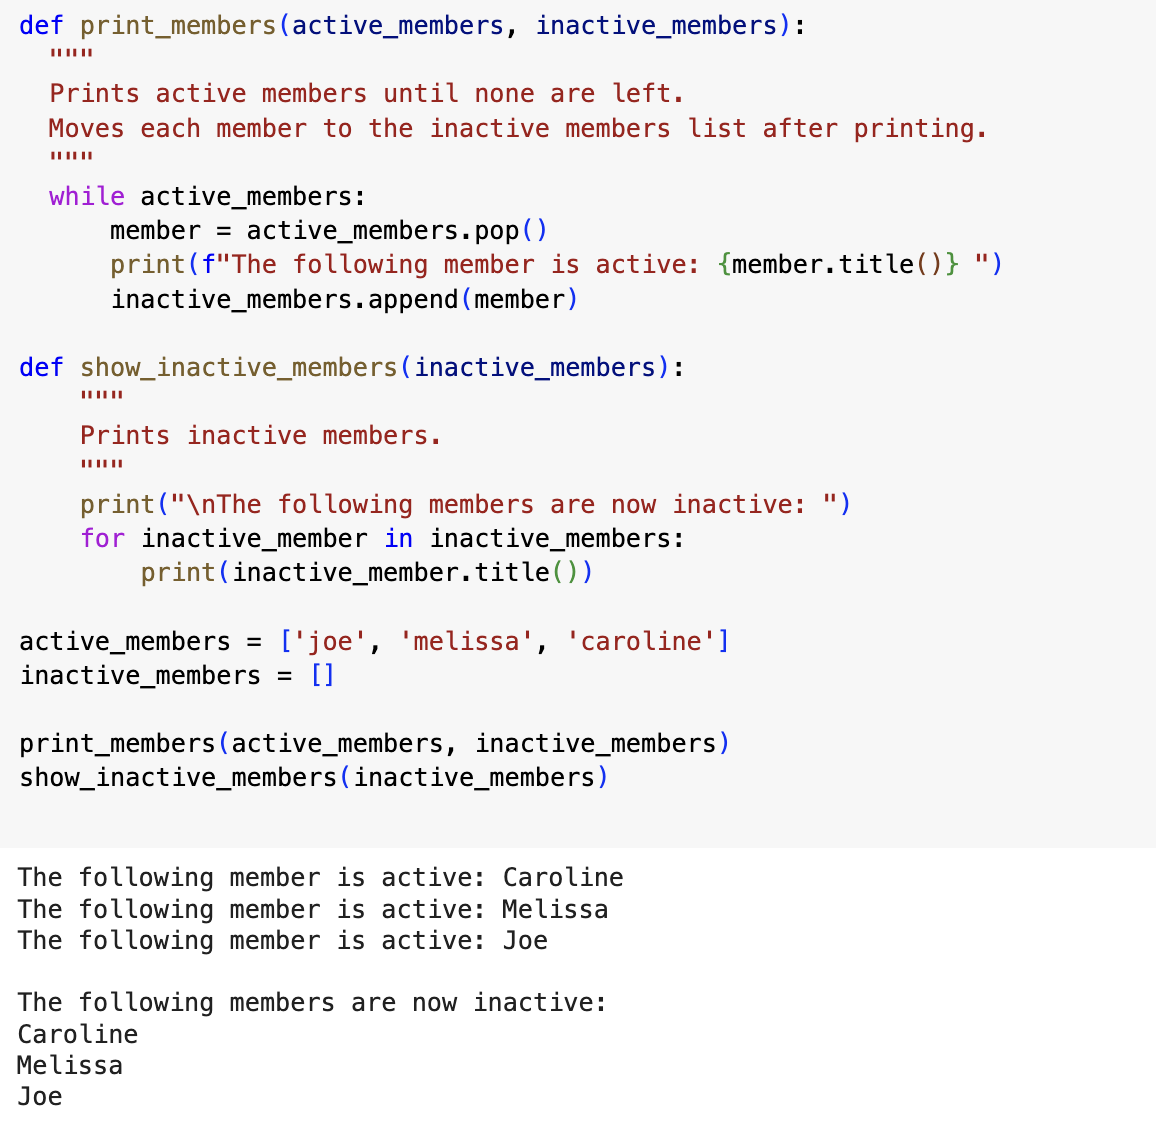 def print_members(active_members, inactive_members):
  """
  Prints active members until none are left.
  Moves each member to the inactive members list after printing.
  """
  while active_members:
      member = active_members.pop()
      print(f"The following member is active: {member.title()} ")
      inactive_members.append(member)

def show_inactive_members(inactive_members):
    """
    Prints inactive members.
    """
    print("\nThe following members are now inactive: ")
    for inactive_member in inactive_members:
        print(inactive_member.title())

active_members = ['joe', 'melissa', 'caroline']
inactive_members = []

print_members(active_members, inactive_members)
show_inactive_members(inactive_members)

The following member is active: Caroline
The following member is active: Melissa
The following member is active: Joe

The following members are now inactive:
Caroline
Melissa
Joe